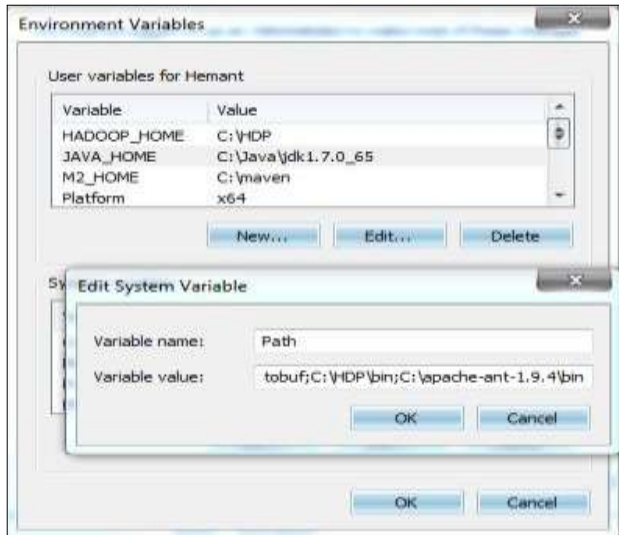 Environment Variables
User variables for Hemant
Variable Value
HADOOP_HOME C:\HDP
JAVA_HOME C:\Java\jdk1.7.0_65
M2_HOME C:\maven
Platform x64
New... Edit... Delete
Sy
Edit System Variable
Variable name: Path
Variable value: tobuf;C:\HDP\bin;C:\apache-ant-1.9.4\bin
OK Cancel
OK Cancel